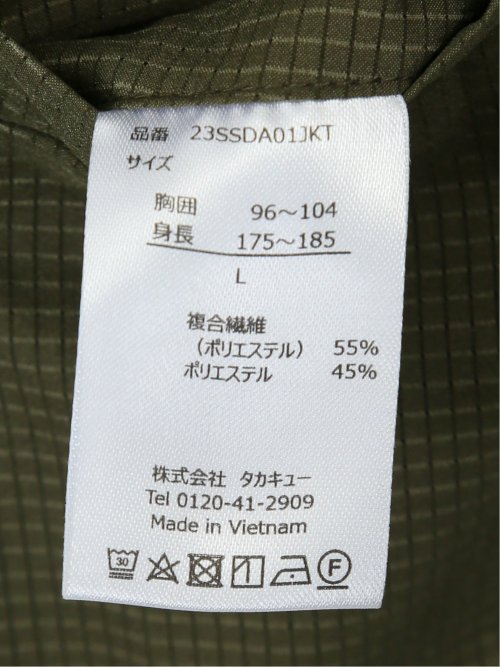 品番 23SSDA01JKT
サイズ
胸囲 96～104
身長 175～185
L
複合繊維
（ポリエステル） 55%
ポリエステル 45%
株式会社 タカキュー
Tel 0120-41-2909
Made in Vietnam
30 F